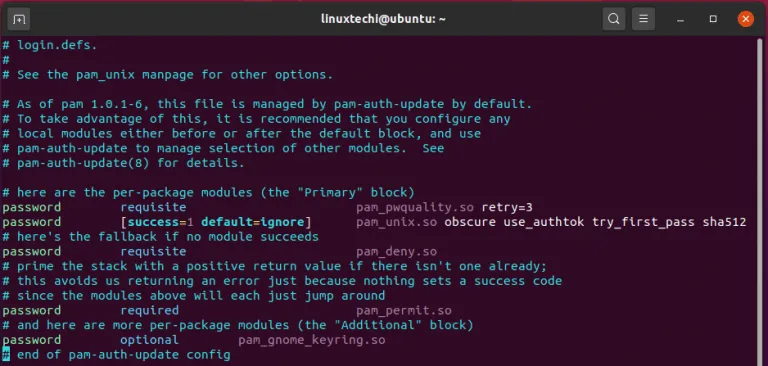 linuxtechi@ubuntu: ~
# login.defs.
#
# See the pam_unix manpage for other options.

# As of pam 1.0.1-6, this file is managed by pam-auth-update by default.
# To take advantage of this, it is recommended that you configure any
# local modules either before or after the default block, and use
# pam-auth-update to manage selection of other modules.  See
# pam-auth-update(8) for details.

# here are the per-package modules (the "Primary" block)
password        requisite                       pam_pwquality.so retry=3
password        [success=1 default=ignore]      pam_unix.so obscure use_authtok try_first_pass sha512
# here's the fallback if no module succeeds
password        requisite                       pam_deny.so
# prime the stack with a positive return value if there isn't one already;
# this avoids us returning an error just because nothing sets a success code
# since the modules above will each just jump around
password        required                        pam_permit.so
# and here are more per-package modules (the "Additional" block)
password        optional        pam_gnome_keyring.so
# end of pam-auth-update config